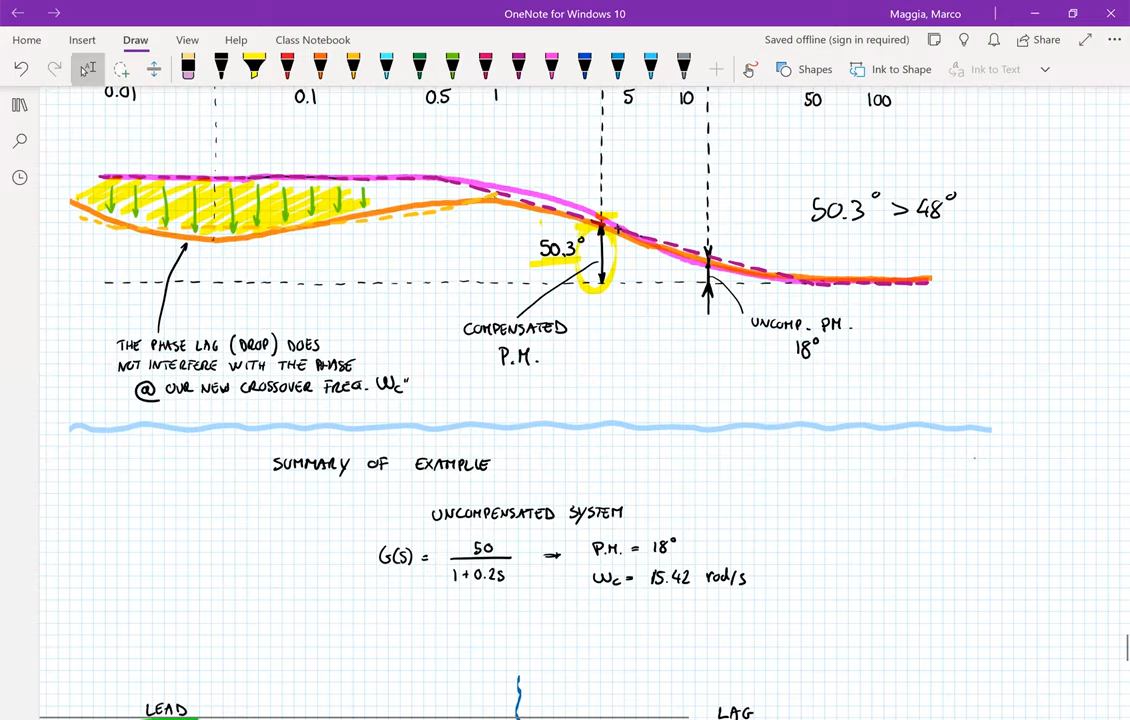 OneNote for Windows 10
Maggia, Marco
Home Insert Draw View Help Class Notebook
Saved offline (sign in required)
Share
Shapes
Ink to Shape
Ink to Text
0.01 0.1 0.5 1 5 10 50 100
50.3° > 48°
50.3°
COMPENSATED
P.M.
UNCOMP. PM.
18°
THE PHASE LAG (DROP) DOES
NOT INTERFERE WITH THE PHASE
@ OUR NEW CROSSOVER FREQ. ωc"
SUMMARY OF EXAMPLE
UNCOMPENSATED SYSTEM
G(S) = 50 / 1 + 0.2S → P.M. = 18°
ωc = 15.42 rad/s
LEAD
LAG